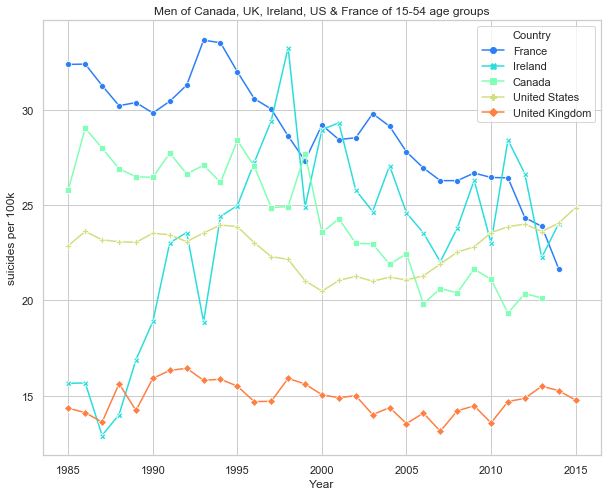 Men of Canada, UK, Ireland, US & France of 15-54 age groups
Country
France
Ireland
Canada
United States
United Kingdom
suicides per 100k
30
25
20
15
1985 1990 1995 2000 2005 2010 2015
Year